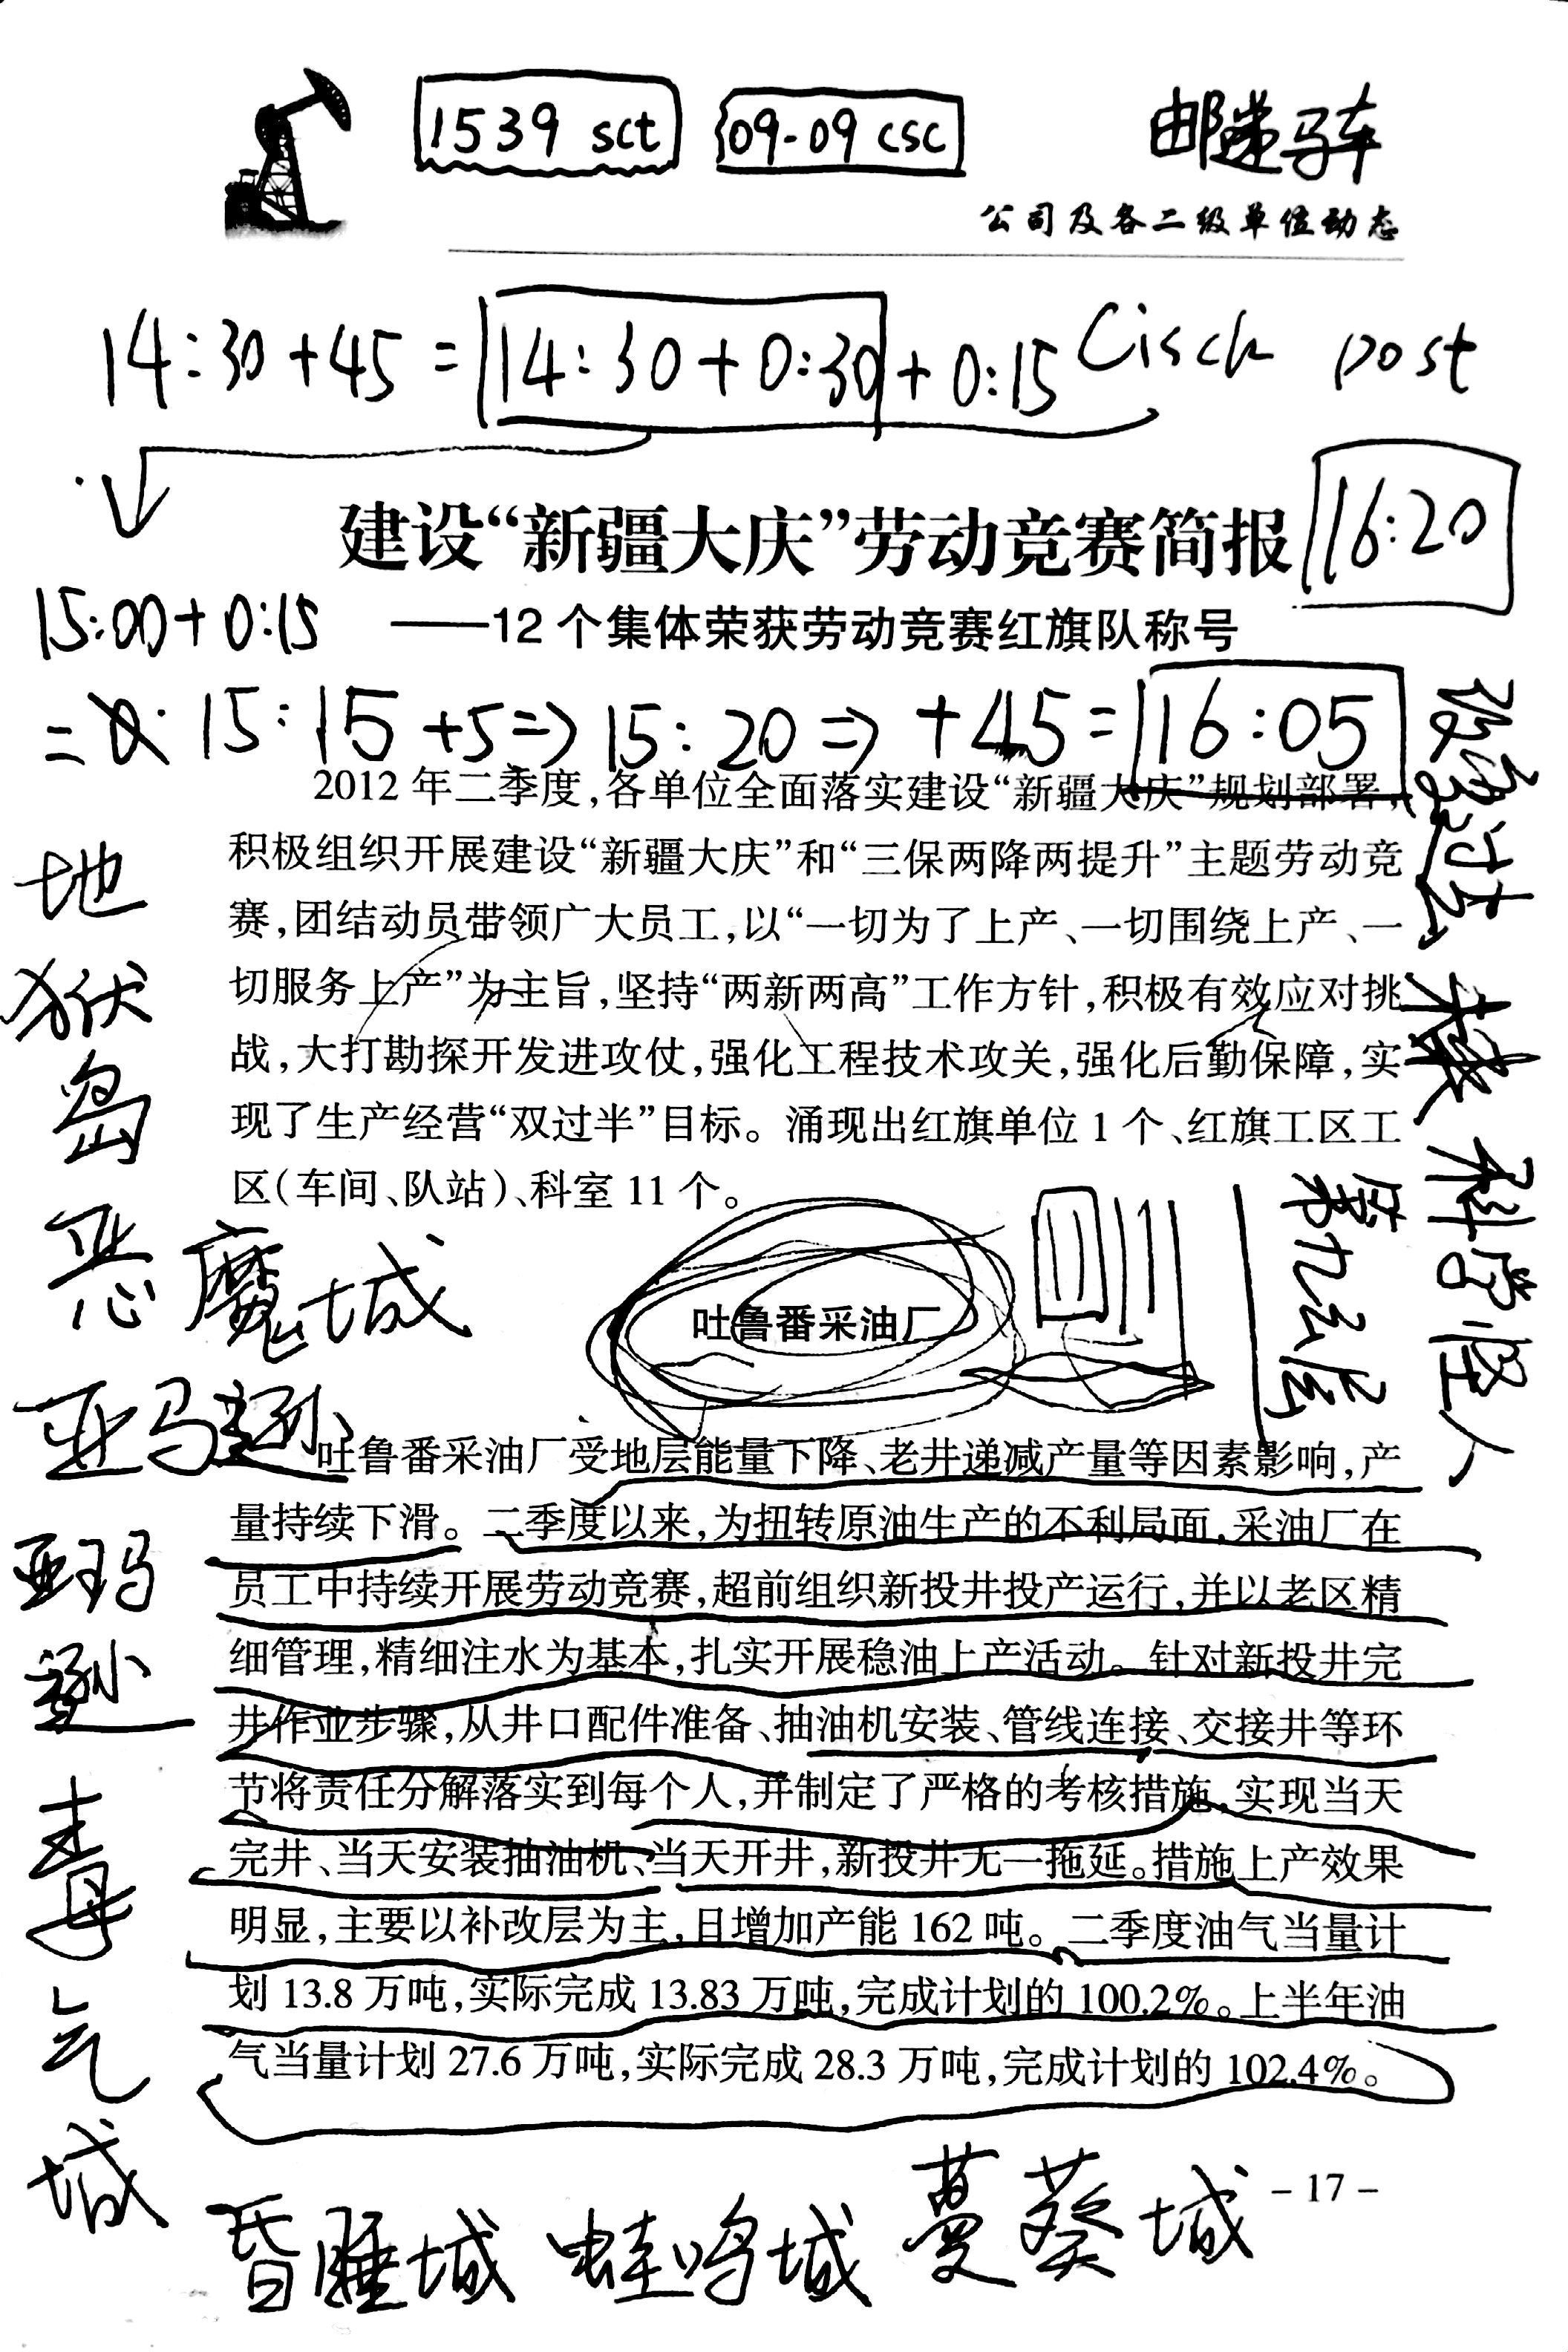 1539 sct
09-09 csc
邮递马车
公司及各二级单位动态
14:30+45=14:30+0:30+0:15
Cisch post
建设“新疆大庆”劳动竞赛简报
16:20
15:00+0:15
——12个集体荣获劳动竞赛红旗队称号
= 15:15+5⇒15:20⇒+45=16:05
2012年二季度,各单位全面落实建设“新疆大庆”规划部署,
积极组织开展建设“新疆大庆”和“三保两降两提升”主题劳动竞
赛,团结动员带领广大员工,以“一切为了上产、一切围绕上产、一
切服务上产”为主旨,坚持“两新两高”工作方针,积极有效应对挑
战,大打勘探开发进攻仗,强化工程技术攻关,强化后勤保障,实
现了生产经营“双过半”目标。涌现出红旗单位1个、红旗工区工
区(车间、队站)、科室11个。
地狱岛
恶魔城
科学怪人
吐鲁番采油厂
亚马逊
吐鲁番采油厂受地层能量下降、老井递减产量等因素影响,产
量持续下滑。二季度以来,为扭转原油生产的不利局面,采油厂在
员工中持续开展劳动竞赛,超前组织新投井投产运行,并以老区精
细管理,精细注水为基本,扎实开展稳油上产活动。针对新投井完
井作业步骤,从井口配件准备、抽油机安装、管线连接、交接井等环
节将责任分解落实到每个人,并制定了严格的考核措施,实现当天
完井、当天安装抽油机、当天开井,新投井无一拖延。措施上产效果
明显,主要以补改层为主,日增加产能162吨。二季度油气当量计
划13.8万吨,实际完成13.83万吨,完成计划的100.2%。上半年油
气当量计划27.6万吨,实际完成28.3万吨,完成计划的102.4%。
毒气城
昏睡城 蛙鸣城 蔓葵城
- 17 -